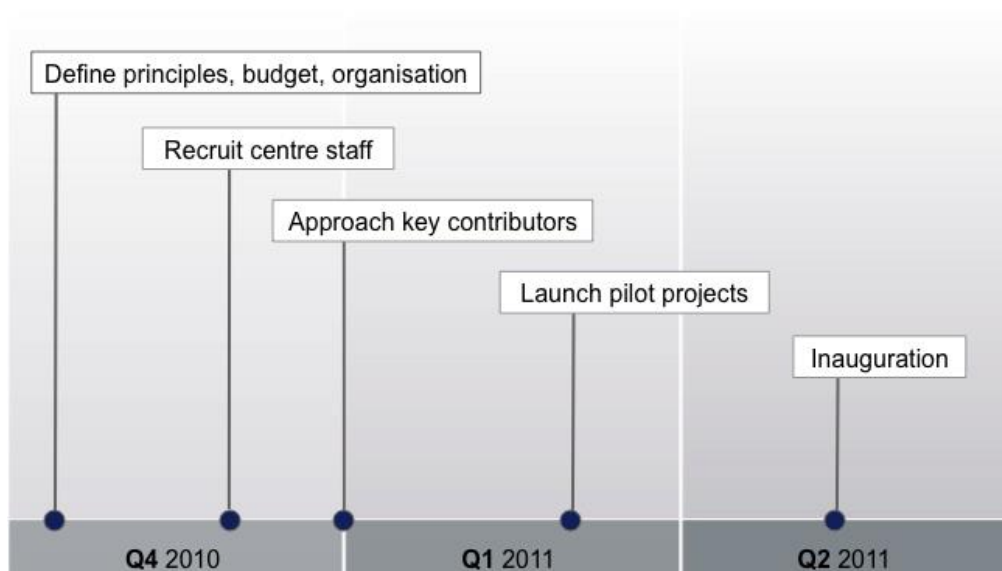 Define principles, budget, organisation
Recruit centre staff
Approach key contributors
Launch pilot projects
Inauguration
Q4 2010
Q1 2011
Q2 2011